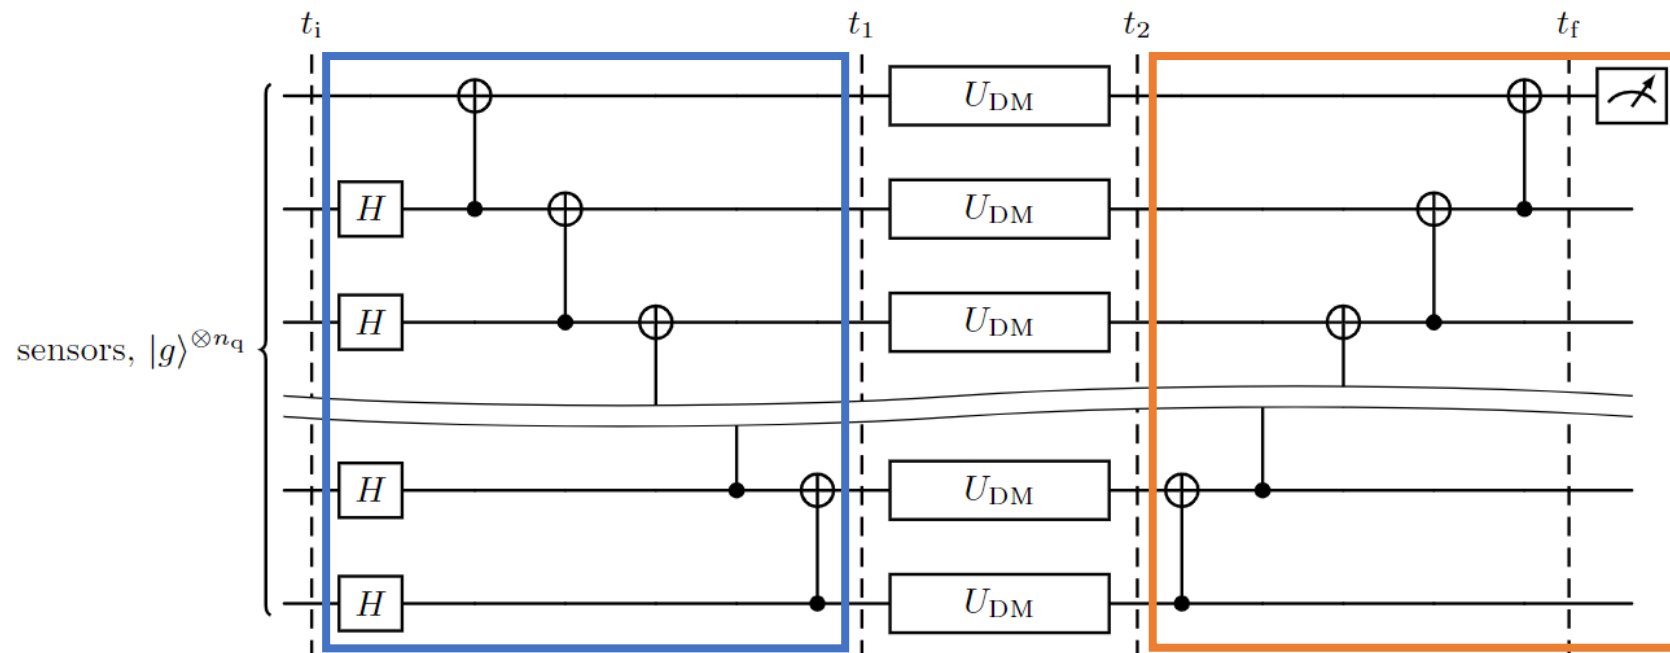 tᵢ t₁ t₂ t_f
U_DM
H U_DM
H U_DM
sensors, |g⟩^{⊗n_q}
H U_DM
H U_DM